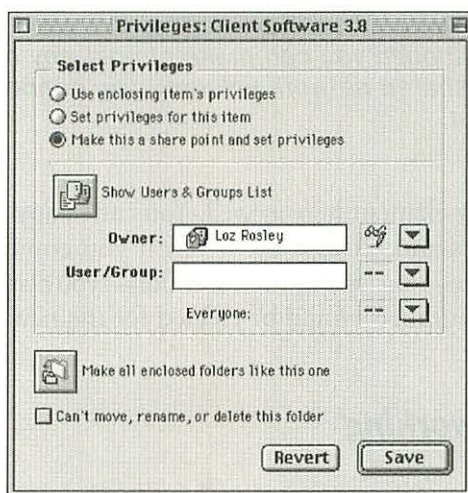 Privileges: Client Software 3.8
Select Privileges
Use enclosing item's privileges
Set privileges for this item
Make this a share point and set privileges
Show Users & Groups List
Owner: Loz Rosley
User/Group: --
Everyone: --
Make all enclosed folders like this one
Can't move, rename, or delete this folder
Revert Save